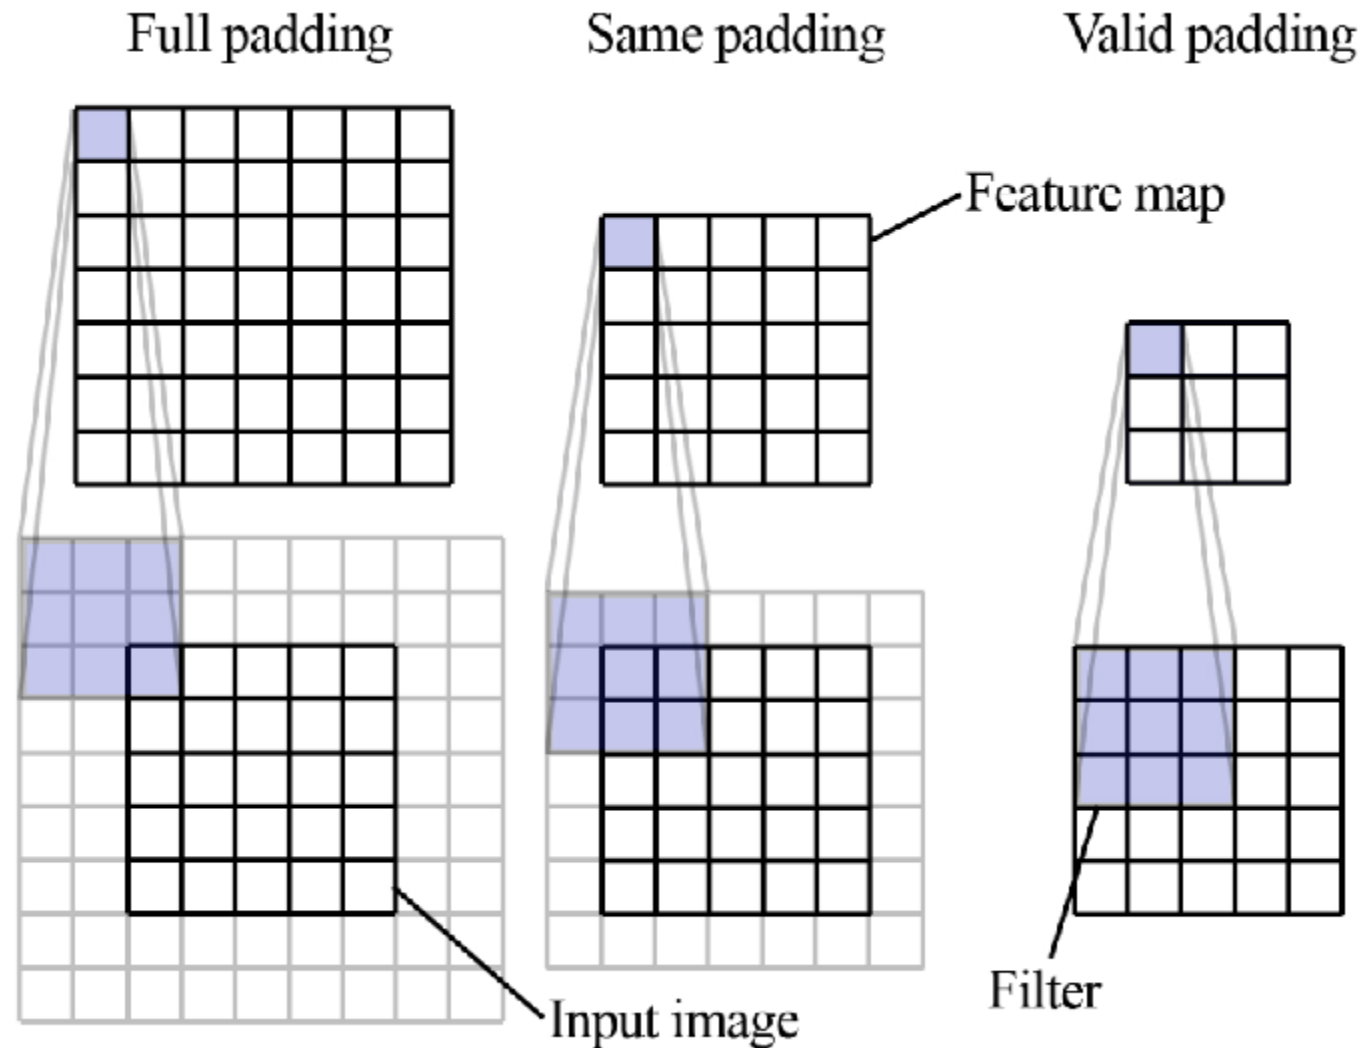 Full padding
Same padding
Valid padding
Feature map
Input image
Filter